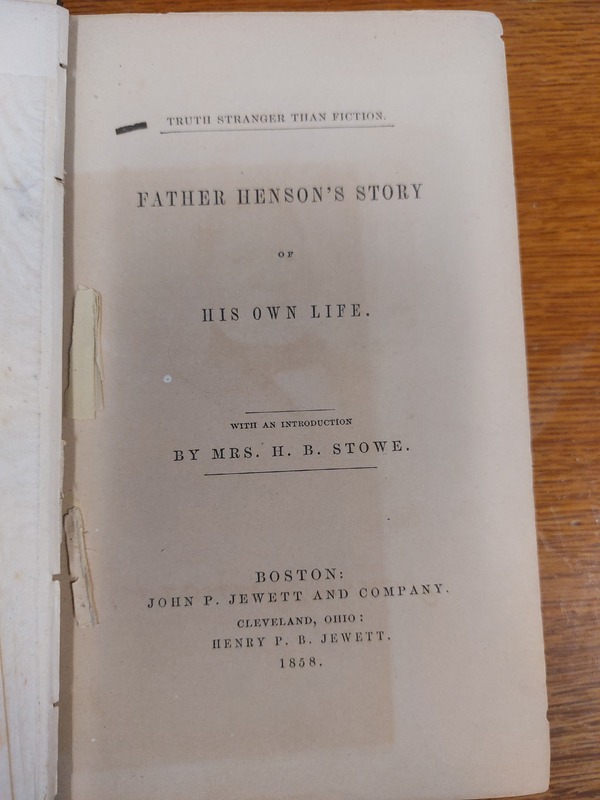 TRUTH STRANGER THAN FICTION.
FATHER HENSON'S STORY
OF
HIS OWN LIFE.
WITH AN INTRODUCTION
BY MRS. H. B. STOWE.
BOSTON:
JOHN P. JEWETT AND COMPANY.
CLEVELAND, OHIO:
HENRY P. B. JEWETT.
1858.